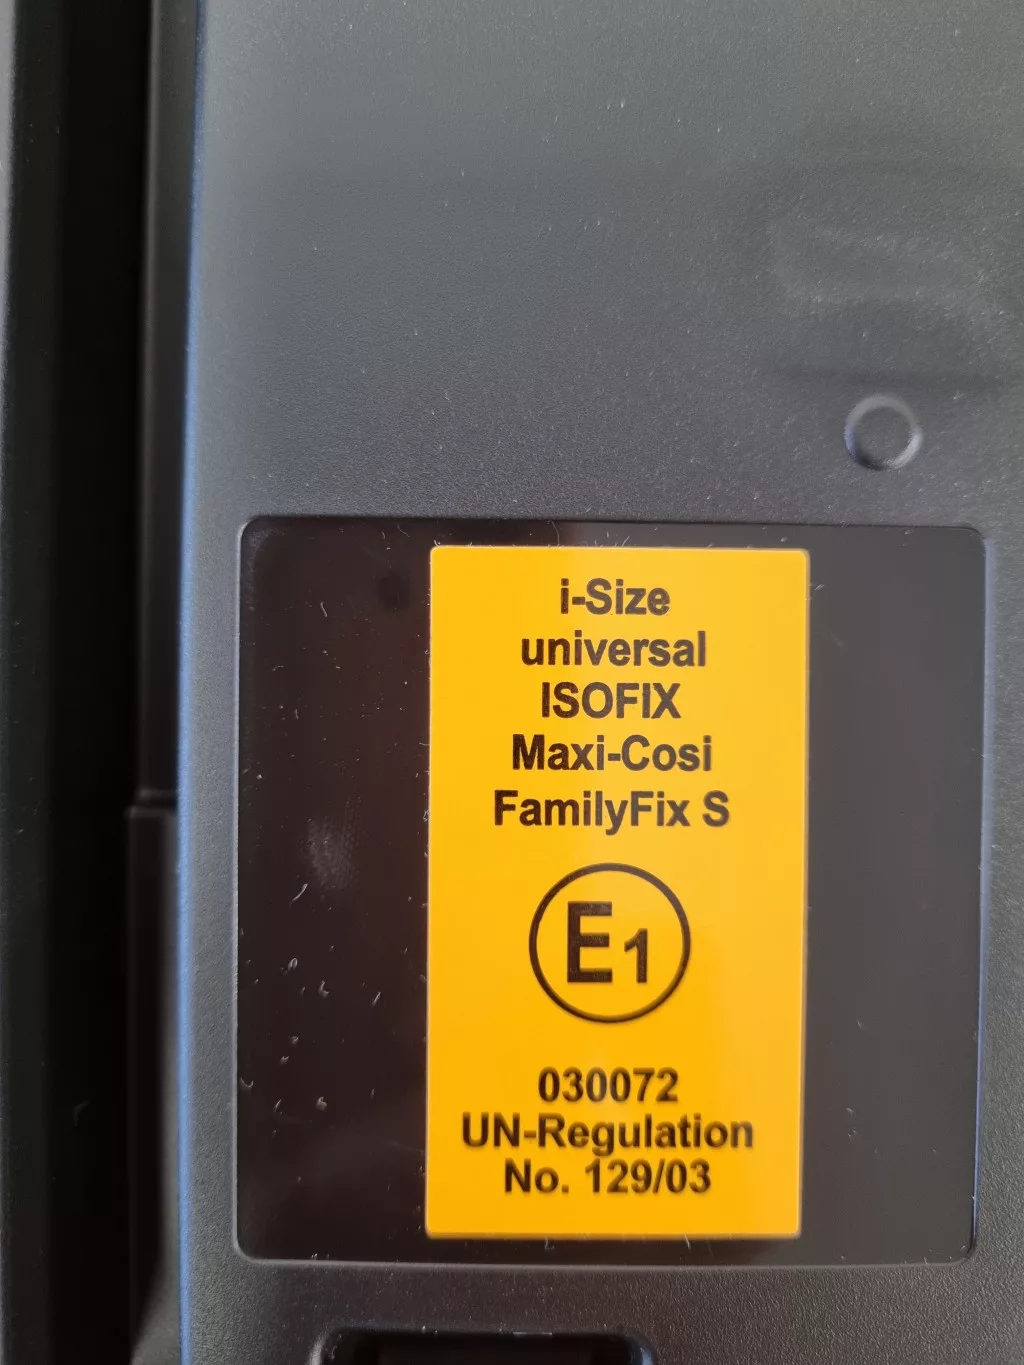 i-Size
universal
ISOFIX
Maxi-Cosi
FamilyFix S
E1
030072
UN-Regulation
No. 129/03